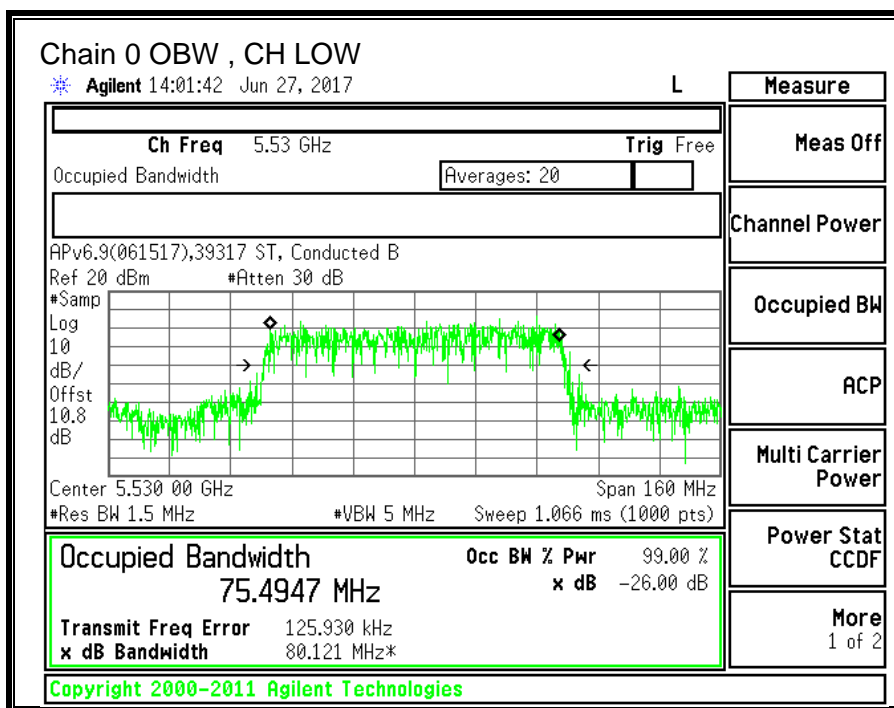 Chain 0 OBW , CH LOW
Agilent 14:01:42 Jun 27, 2017 L
Measure
Ch Freq 5.53 GHz Trig Free
Meas Off
Occupied Bandwidth Averages: 20
Channel Power
APv6.9(061517),39317 ST, Conducted B
Ref 20 dBm #Atten 30 dB
#Samp
Log
10
dB/
Offst
10.8
dB
Occupied BW
ACP
Multi Carrier
Power
Center 5.530 00 GHz Span 160 MHz
#Res BW 1.5 MHz #VBW 5 MHz Sweep 1.066 ms (1000 pts)
Power Stat
CCDF
Occupied Bandwidth Occ BW % Pwr 99.00 %
75.4947 MHz x dB -26.00 dB
Transmit Freq Error 125.930 kHz
x dB Bandwidth 80.121 MHz*
More
1 of 2
Copyright 2000-2011 Agilent Technologies